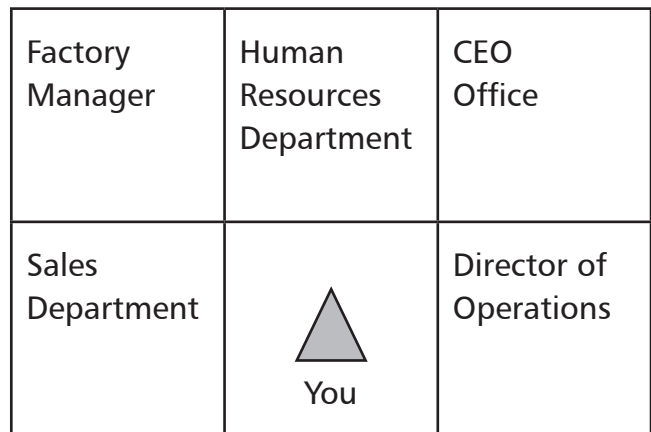 Factory
Manager
Human
Resources
Department
CEO
Office
Sales
Department
You
Director of
Operations